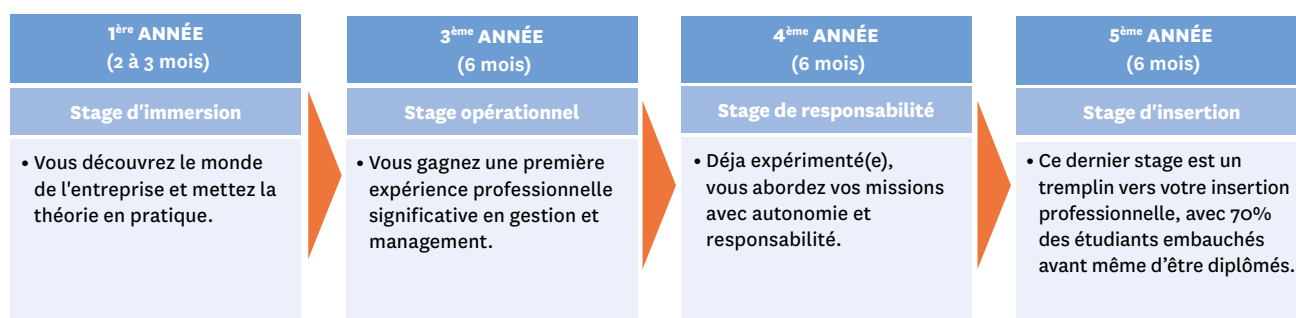 1ère ANNÉE
(2 à 3 mois)
Stage d'immersion
• Vous découvrez le monde
de l'entreprise et mettez la
théorie en pratique.
3ème ANNÉE
(6 mois)
Stage opérationnel
• Vous gagnez une première
expérience professionnelle
significative en gestion et
management.
4ème ANNÉE
(6 mois)
Stage de responsabilité
• Déja expérimenté(e),
vous abordez vos missions
avec autonomie et
responsabilité.
5ème ANNÉE
(6 mois)
Stage d'insertion
• Ce dernier stage est un
tremplin vers votre insertion
professionnelle, avec 70%
des étudiants embauchés
avant même d’être diplômés.